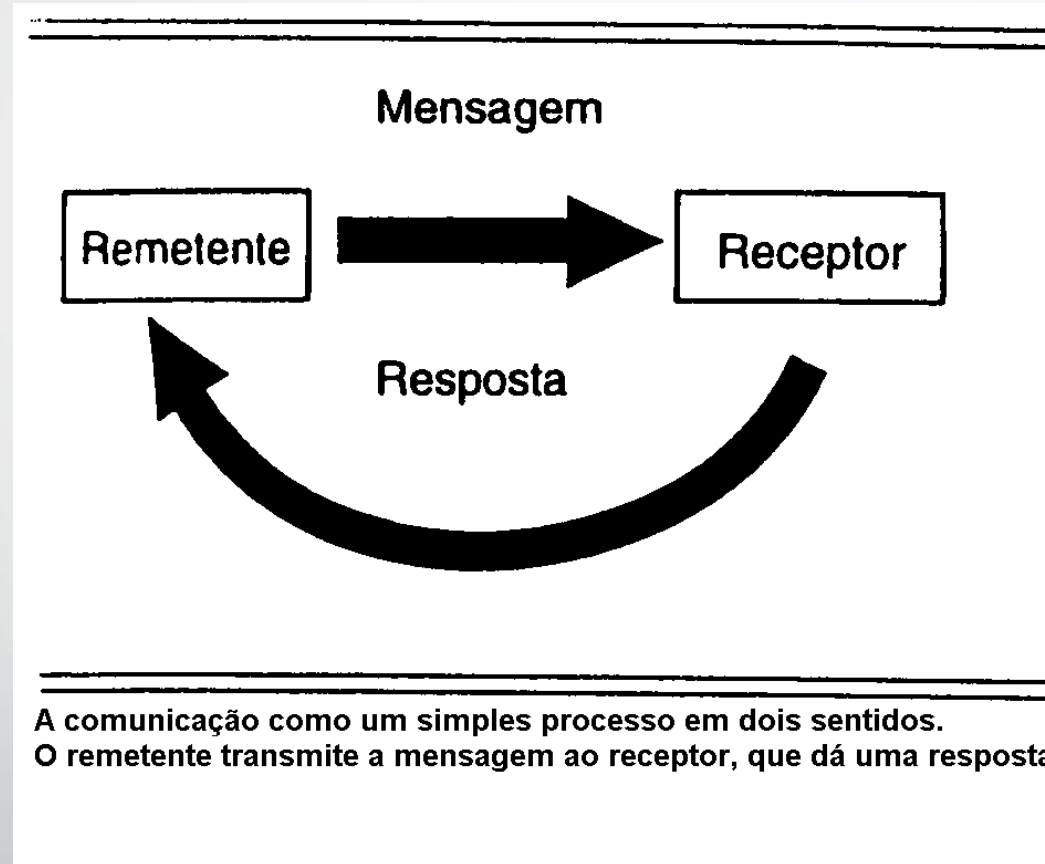 Mensagem
Remetente
Receptor
Resposta
A comunicação como um simples processo em dois sentidos.
O remetente transmite a mensagem ao receptor, que dá uma resposta